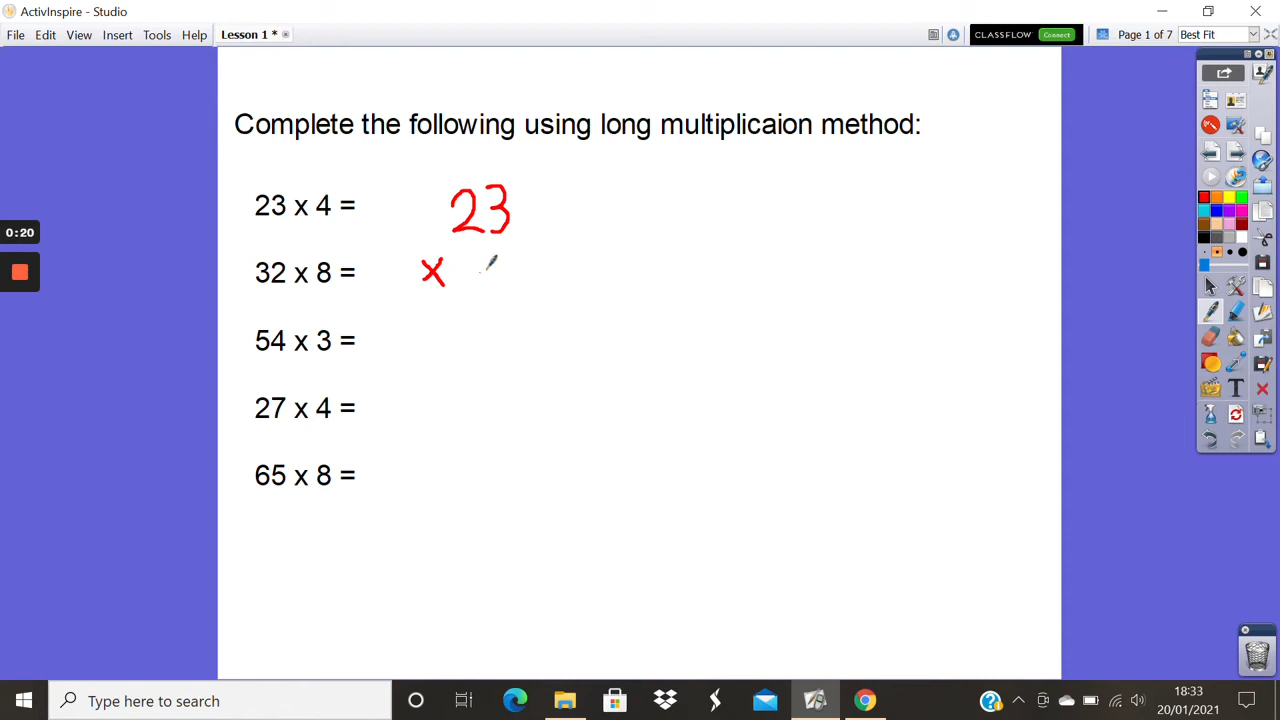 ActivInspire - Studio
File Edit View Insert Tools Help Lesson 1 * CLASSFLOW Connect Page 1 of 7 Best Fit
Complete the following using long multiplicaion method:
23 x 4 =
23
0:20
32 x 8 =
x
54 x 3 =
27 x 4 =
65 x 8 =
T
Type here to search
18:33
20/01/2021